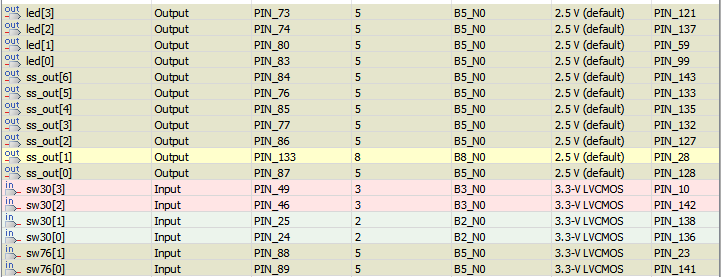 out led[3] Output PIN_73 5 B5_N0 2.5 V (default) PIN_121
out led[2] Output PIN_74 5 B5_N0 2.5 V (default) PIN_137
out led[1] Output PIN_80 5 B5_N0 2.5 V (default) PIN_59
out led[0] Output PIN_83 5 B5_N0 2.5 V (default) PIN_99
out ss_out[6] Output PIN_84 5 B5_N0 2.5 V (default) PIN_143
out ss_out[5] Output PIN_76 5 B5_N0 2.5 V (default) PIN_133
out ss_out[4] Output PIN_85 5 B5_N0 2.5 V (default) PIN_135
out ss_out[3] Output PIN_77 5 B5_N0 2.5 V (default) PIN_132
out ss_out[2] Output PIN_86 5 B5_N0 2.5 V (default) PIN_127
out ss_out[1] Output PIN_133 8 B8_N0 2.5 V (default) PIN_28
out ss_out[0] Output PIN_87 5 B5_N0 2.5 V (default) PIN_128
in sw30[3] Input PIN_49 3 B3_N0 3.3-V LVCMOS PIN_10
in sw30[2] Input PIN_46 3 B3_N0 3.3-V LVCMOS PIN_142
in sw30[1] Input PIN_25 2 B2_N0 3.3-V LVCMOS PIN_138
in sw30[0] Input PIN_24 2 B2_N0 3.3-V LVCMOS PIN_136
in sw76[1] Input PIN_88 5 B5_N0 3.3-V LVCMOS PIN_23
in sw76[0] Input PIN_89 5 B5_N0 3.3-V LVCMOS PIN_141